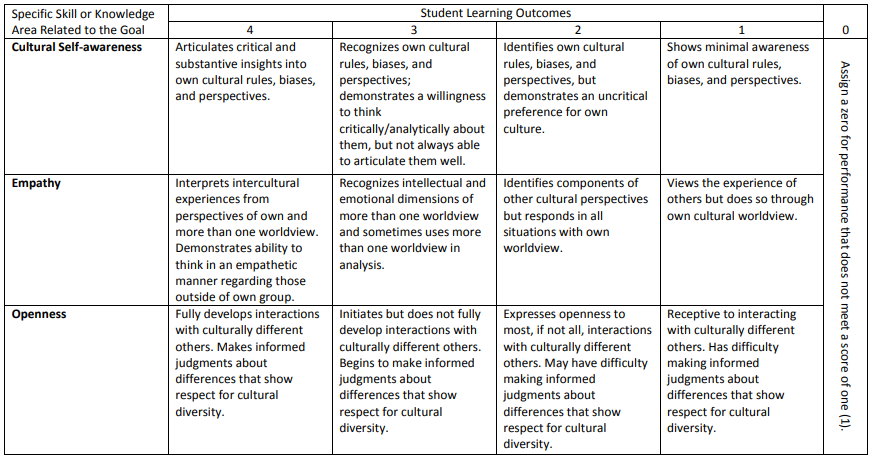 Specific Skill or Knowledge
Area Related to the Goal
Student Learning Outcomes
4
3
2
1
0
Cultural Self-awareness
Articulates critical and
substantive insights into
own cultural rules, biases,
and perspectives.
Recognizes own cultural
rules, biases, and
perspectives;
demonstrates a willingness
to think
critically/analytically about
them, but not always able
to articulate them well.
Identifies own cultural
rules, biases, and
perspectives, but
demonstrates an uncritical
preference for own
culture.
Shows minimal awareness
of own cultural rules,
biases, and perspectives.
Assign a zero for performance that does not meet a score of one (1).
Empathy
Interprets intercultural
experiences from
perspectives of own and
more than one worldview.
Demonstrates ability to
think in an empathetic
manner regarding those
outside of own group.
Recognizes intellectual and
emotional dimensions of
more than one worldview
and sometimes uses more
than one worldview in
analysis.
Identifies components of
other cultural perspectives
but responds in all
situations with own
worldview.
Views the experience of
others but does so through
own cultural worldview.
Openness
Fully develops interactions
with culturally different
others. Makes informed
judgments about
differences that show
respect for cultural
diversity.
Initiates but does not fully
develop interactions with
culturally different others.
Begins to make informed
judgments about
differences that show
respect for cultural
diversity.
Expresses openness to
most, if not all, interactions
with culturally different
others. May have difficulty
making informed
judgments about
differences that show
respect for cultural
diversity.
Receptive to interacting
with culturally different
others. Has difficulty
making informed
judgments about
differences that show
respect for cultural
diversity.